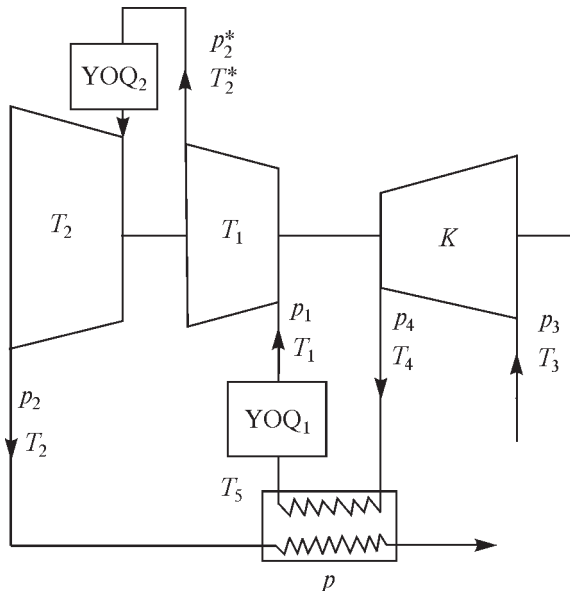 p₂*
T₂*
YOQ₂
T₂
T₁
K
p₁
T₁
p₄
T₄
p₃
T₃
p₂
T₂
YOQ₁
T₅
p